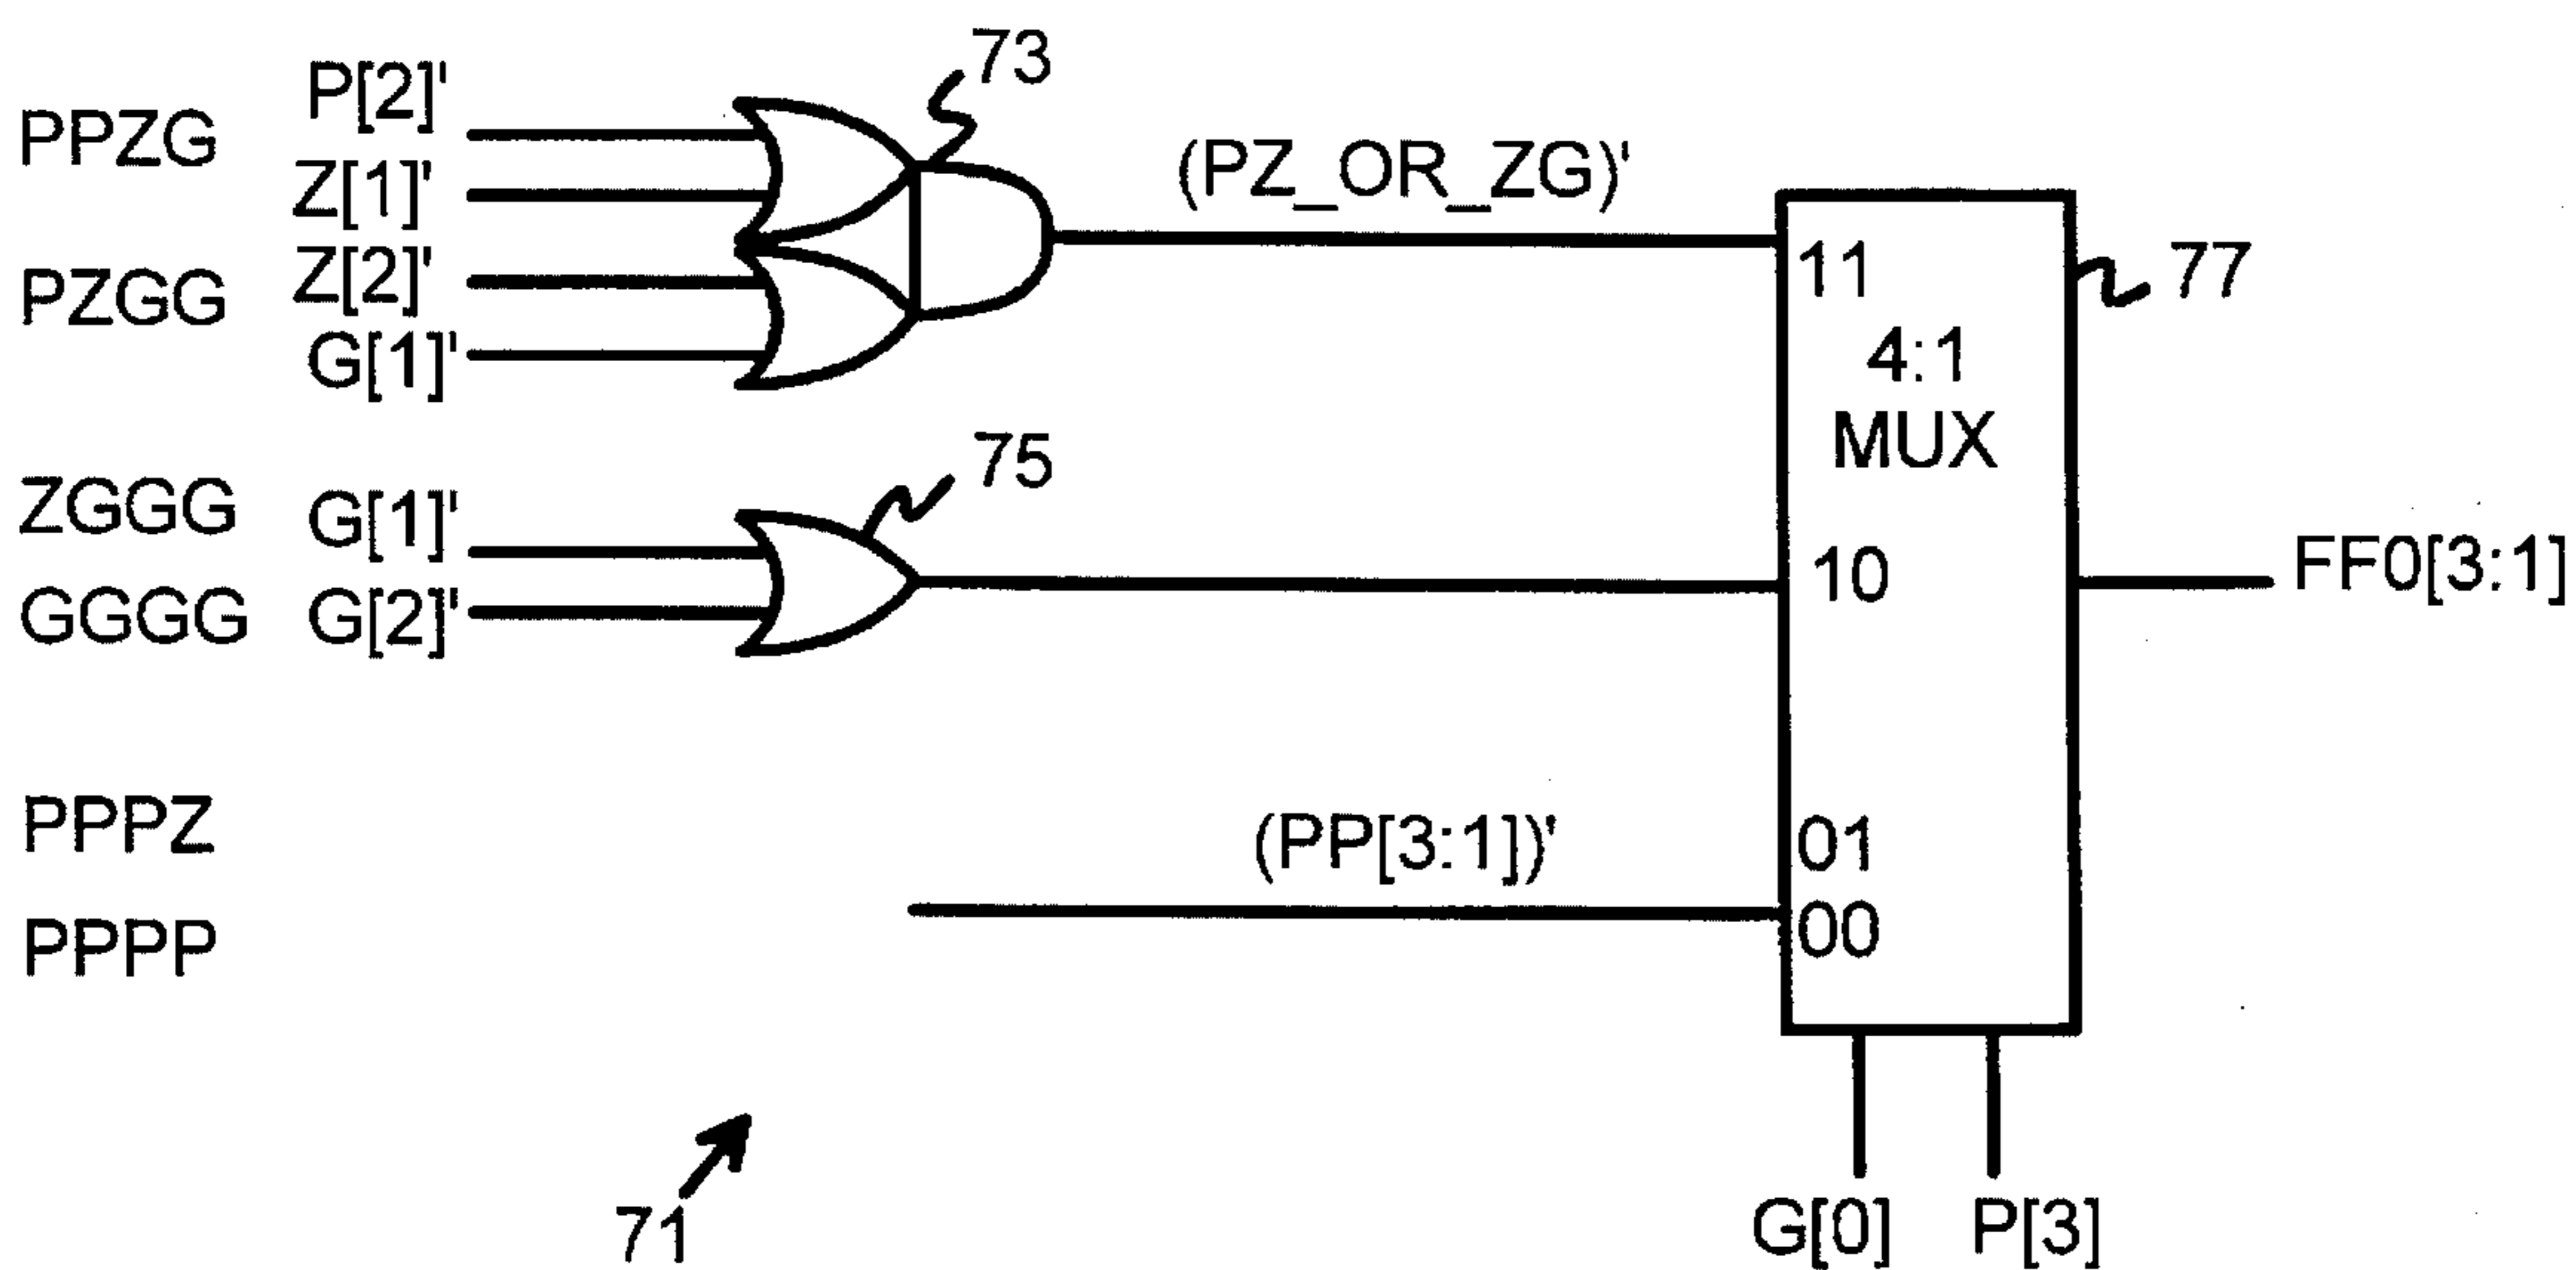 73
PPZG P[2]'
Z[1]'
(PZ_OR_ZG)'
PZGG Z[2]'
G[1]'
11
77
4:1
MUX
75
ZGGG G[1]'
GGGG G[2]'
10
FF0[3:1]
PPPZ
(PP[3:1])'
01
PPPP
00
71
G[0] P[3]